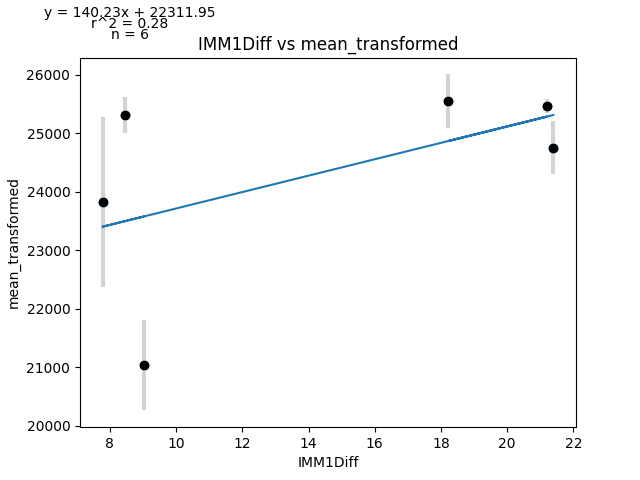 y = 140.23x + 22311.95
r^2 = 0.28
n = 6
IMM1Diff vs mean_transformed
26000
25000
24000
23000
22000
21000
20000
mean_transformed
8 10 12 14 16 18 20 22
IMM1Diff